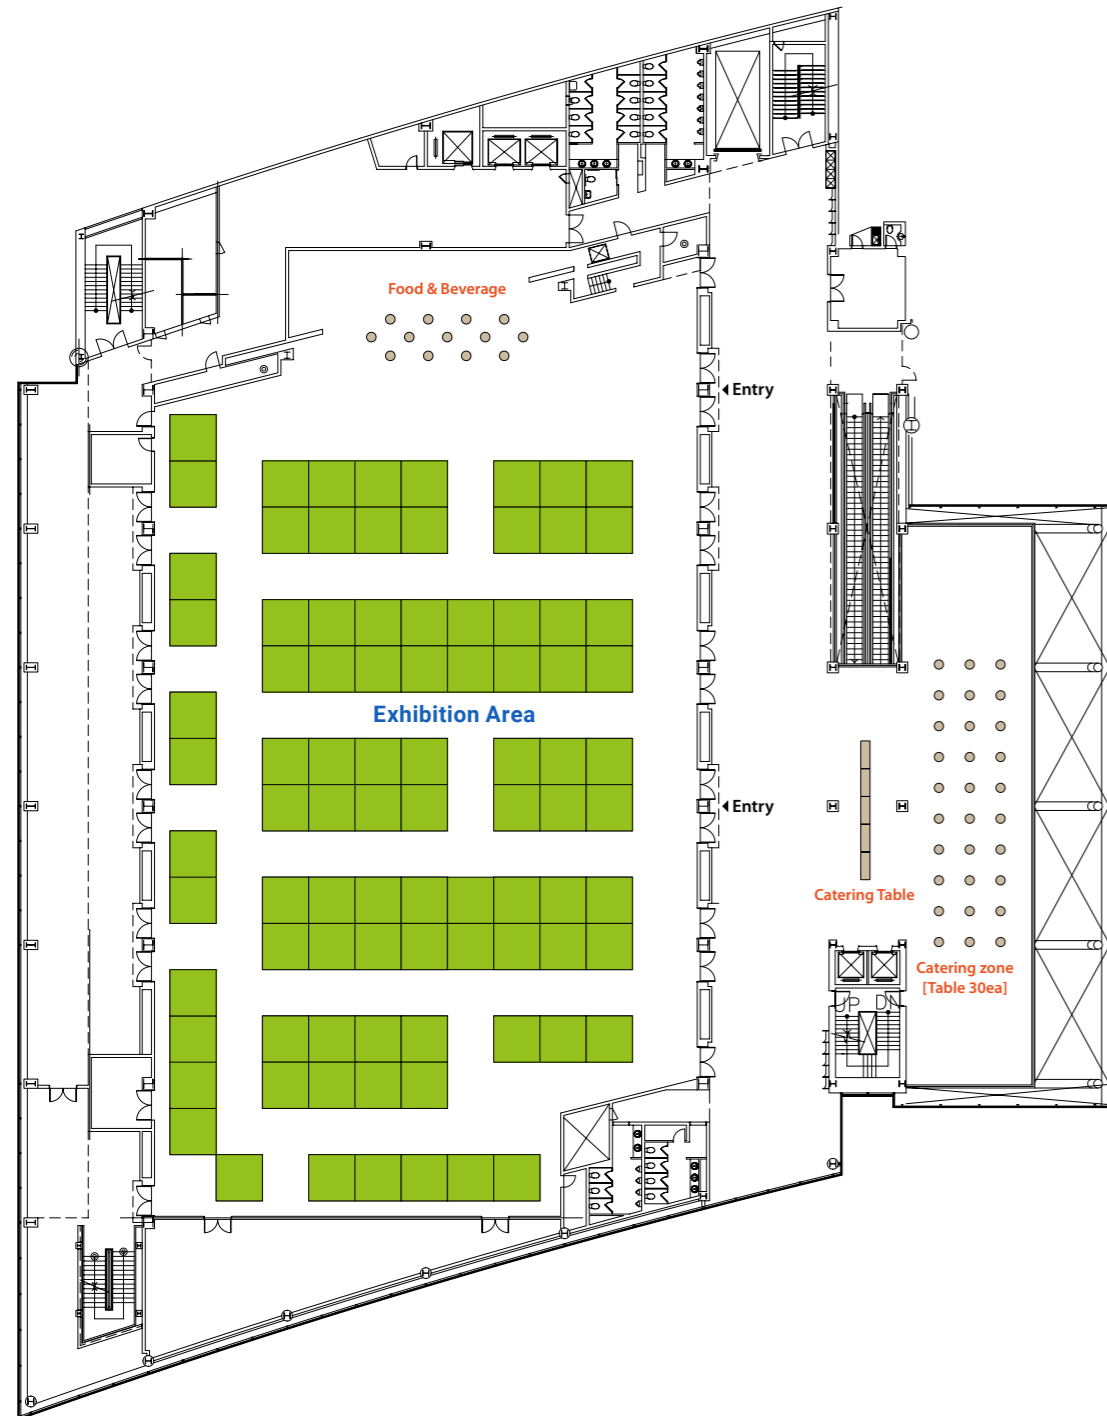 Food & Beverage
Entry
Exhibition Area
Entry
Catering Table
Catering zone
[Table 30ea]
UP DN